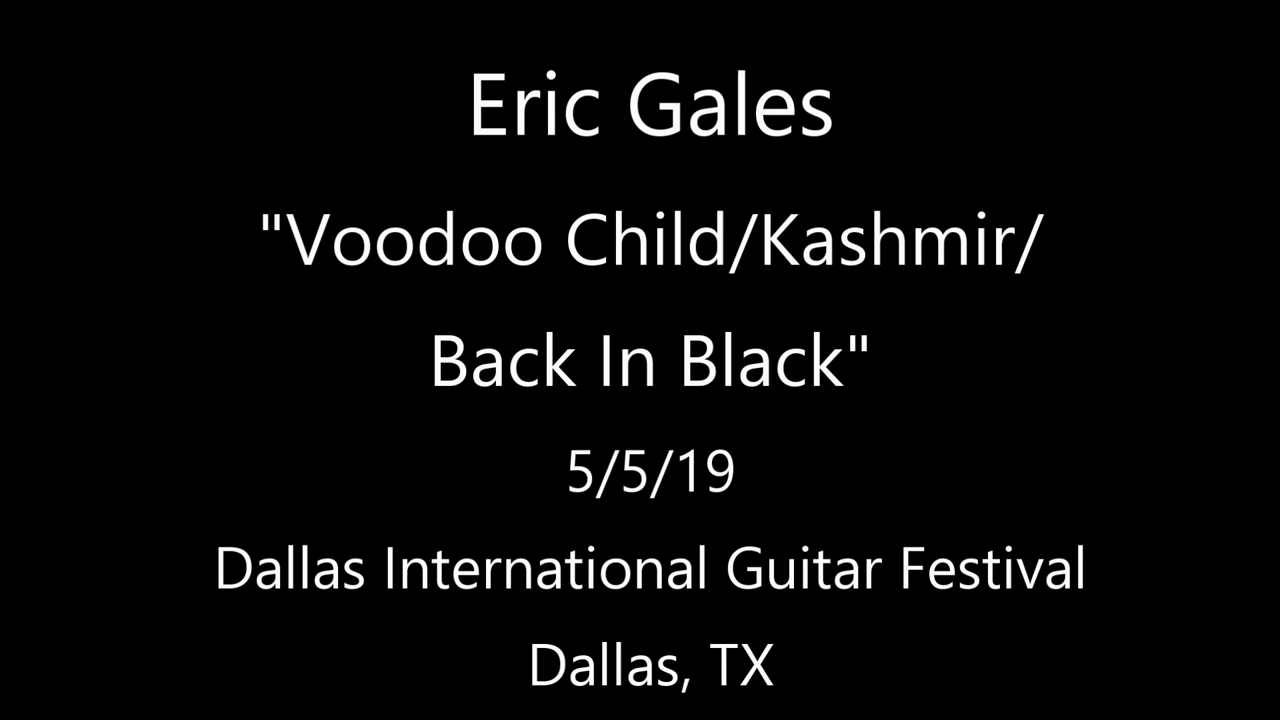 Eric Gales
"Voodoo Child/Kashmir/
Back In Black"
5/5/19
Dallas International Guitar Festival
Dallas, TX